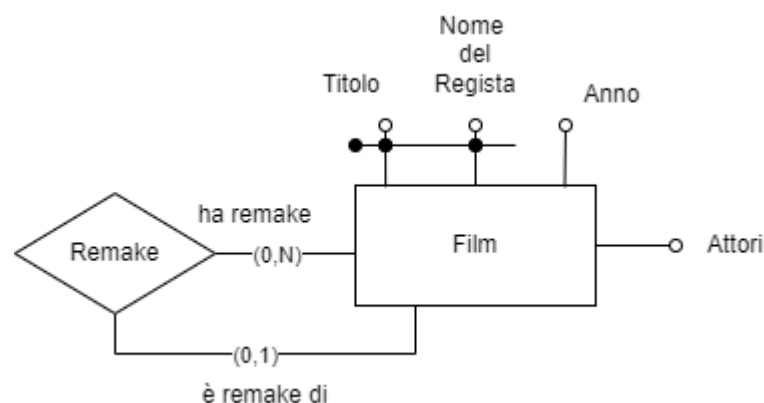 Nome
del
Titolo Regista Anno
ha remake
Remake (0,N) Film Attori
(0,1)
è remake di